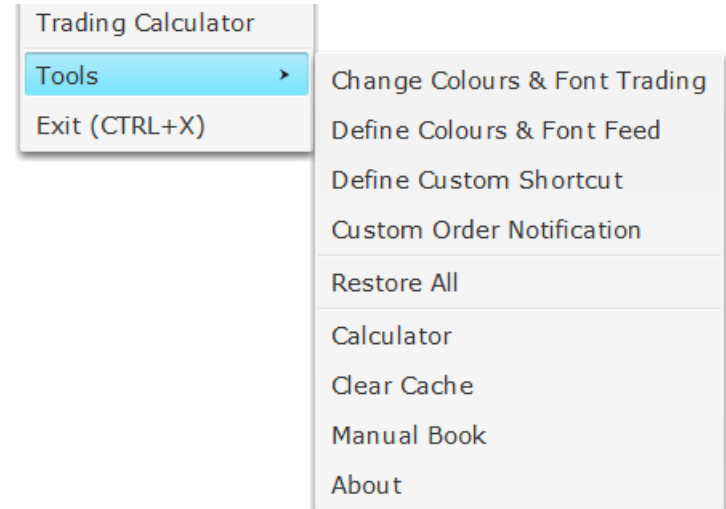 Trading Calculator
Tools
Exit (CTRL+X)
Change Colours & Font Trading
Define Colours & Font Feed
Define Custom Shortcut
Custom Order Notification
Restore All
Calculator
Clear Cache
Manual Book
About